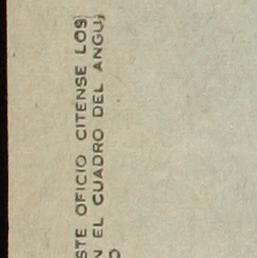 STE OFICIO CITENSE LOS
N EL CUADRO DEL ANGU
O